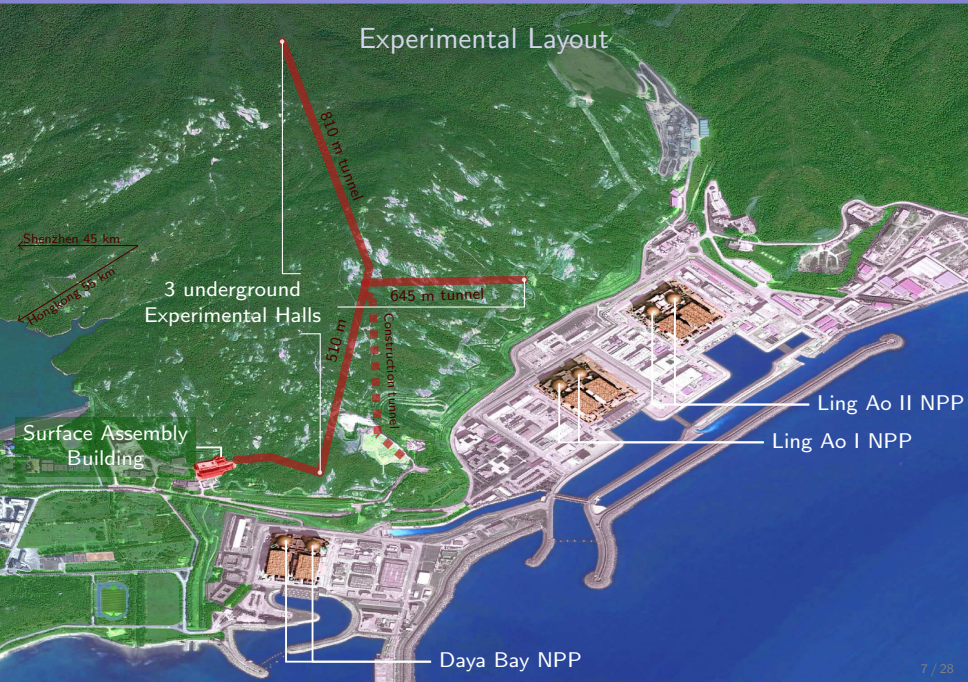 Experimental Layout
810 m tunnel
Shenzhen 45 km
Hongkong 55 km
3 underground
Experimental Halls
645 m tunnel
510 m
Construction tunnel
Surface Assembly
Building
Ling Ao II NPP
Ling Ao I NPP
Daya Bay NPP
7 / 28